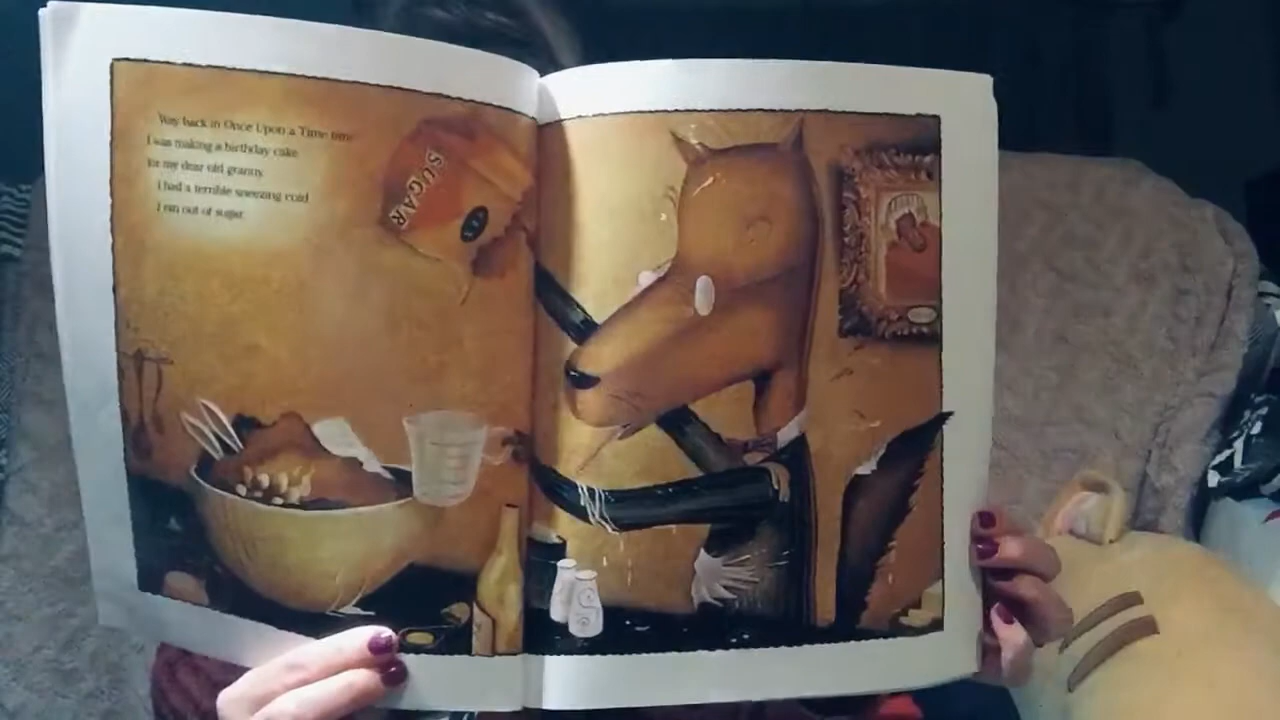 Way back in Once Upon a Time time
I was making a birthday cake
for my dear old granny.
I had a terrible sneezing cold.
I ran out of sugar.
SUGAR